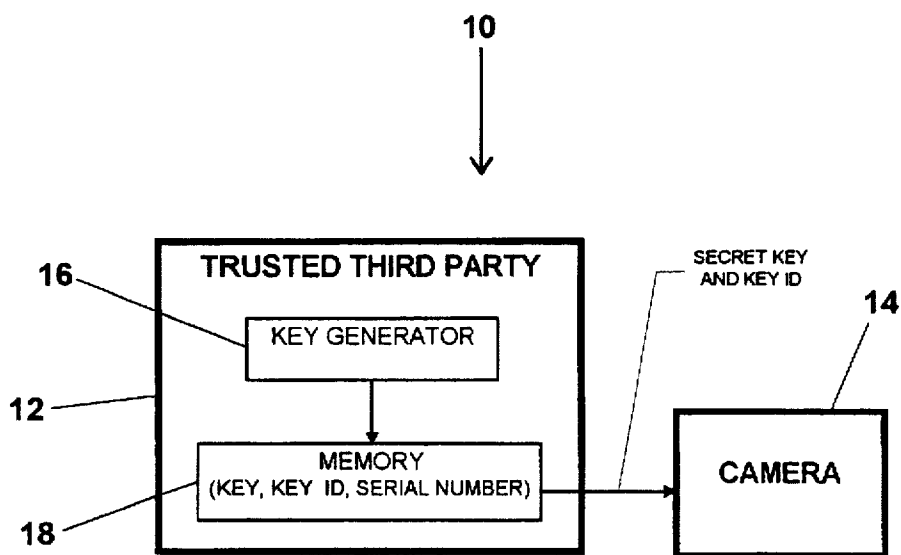 10
TRUSTED THIRD PARTY
SECRET KEY
AND KEY ID
16
KEY GENERATOR
14
12
MEMORY
(KEY, KEY ID, SERIAL NUMBER)
CAMERA
18